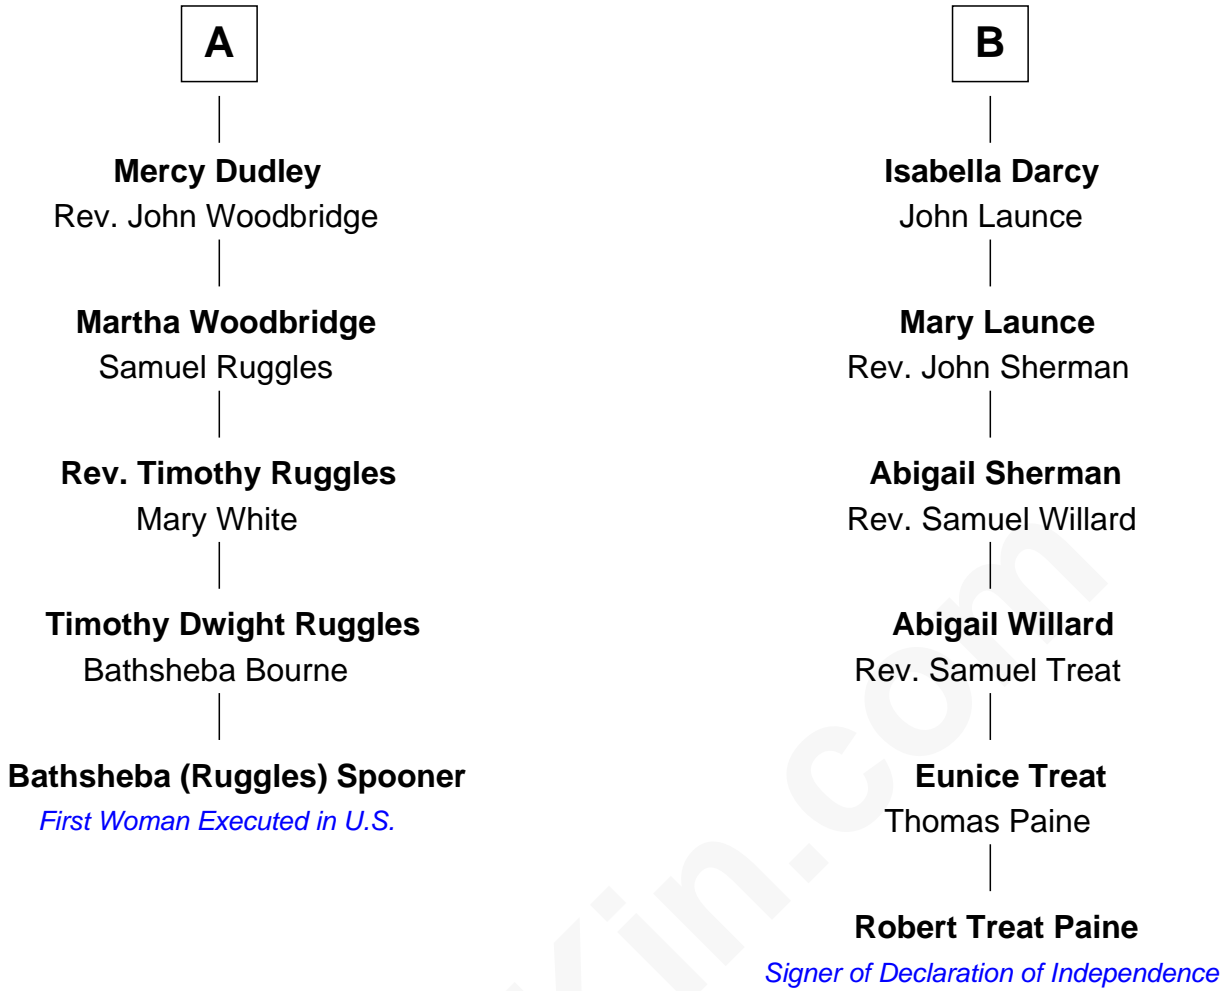 A
Mercy Dudley
Rev. John Woodbridge
Martha Woodbridge
Samuel Ruggles
Rev. Timothy Ruggles
Mary White
Timothy Dwight Ruggles
Bathsheba Bourne
Bathsheba (Ruggles) Spooner
First Woman Executed in U.S.
B
Isabella Darcy
John Launce
Mary Launce
Rev. John Sherman
Abigail Sherman
Rev. Samuel Willard
Abigail Willard
Rev. Samuel Treat
Eunice Treat
Thomas Paine
Robert Treat Paine
Signer of Declaration of Independence
Kin.com